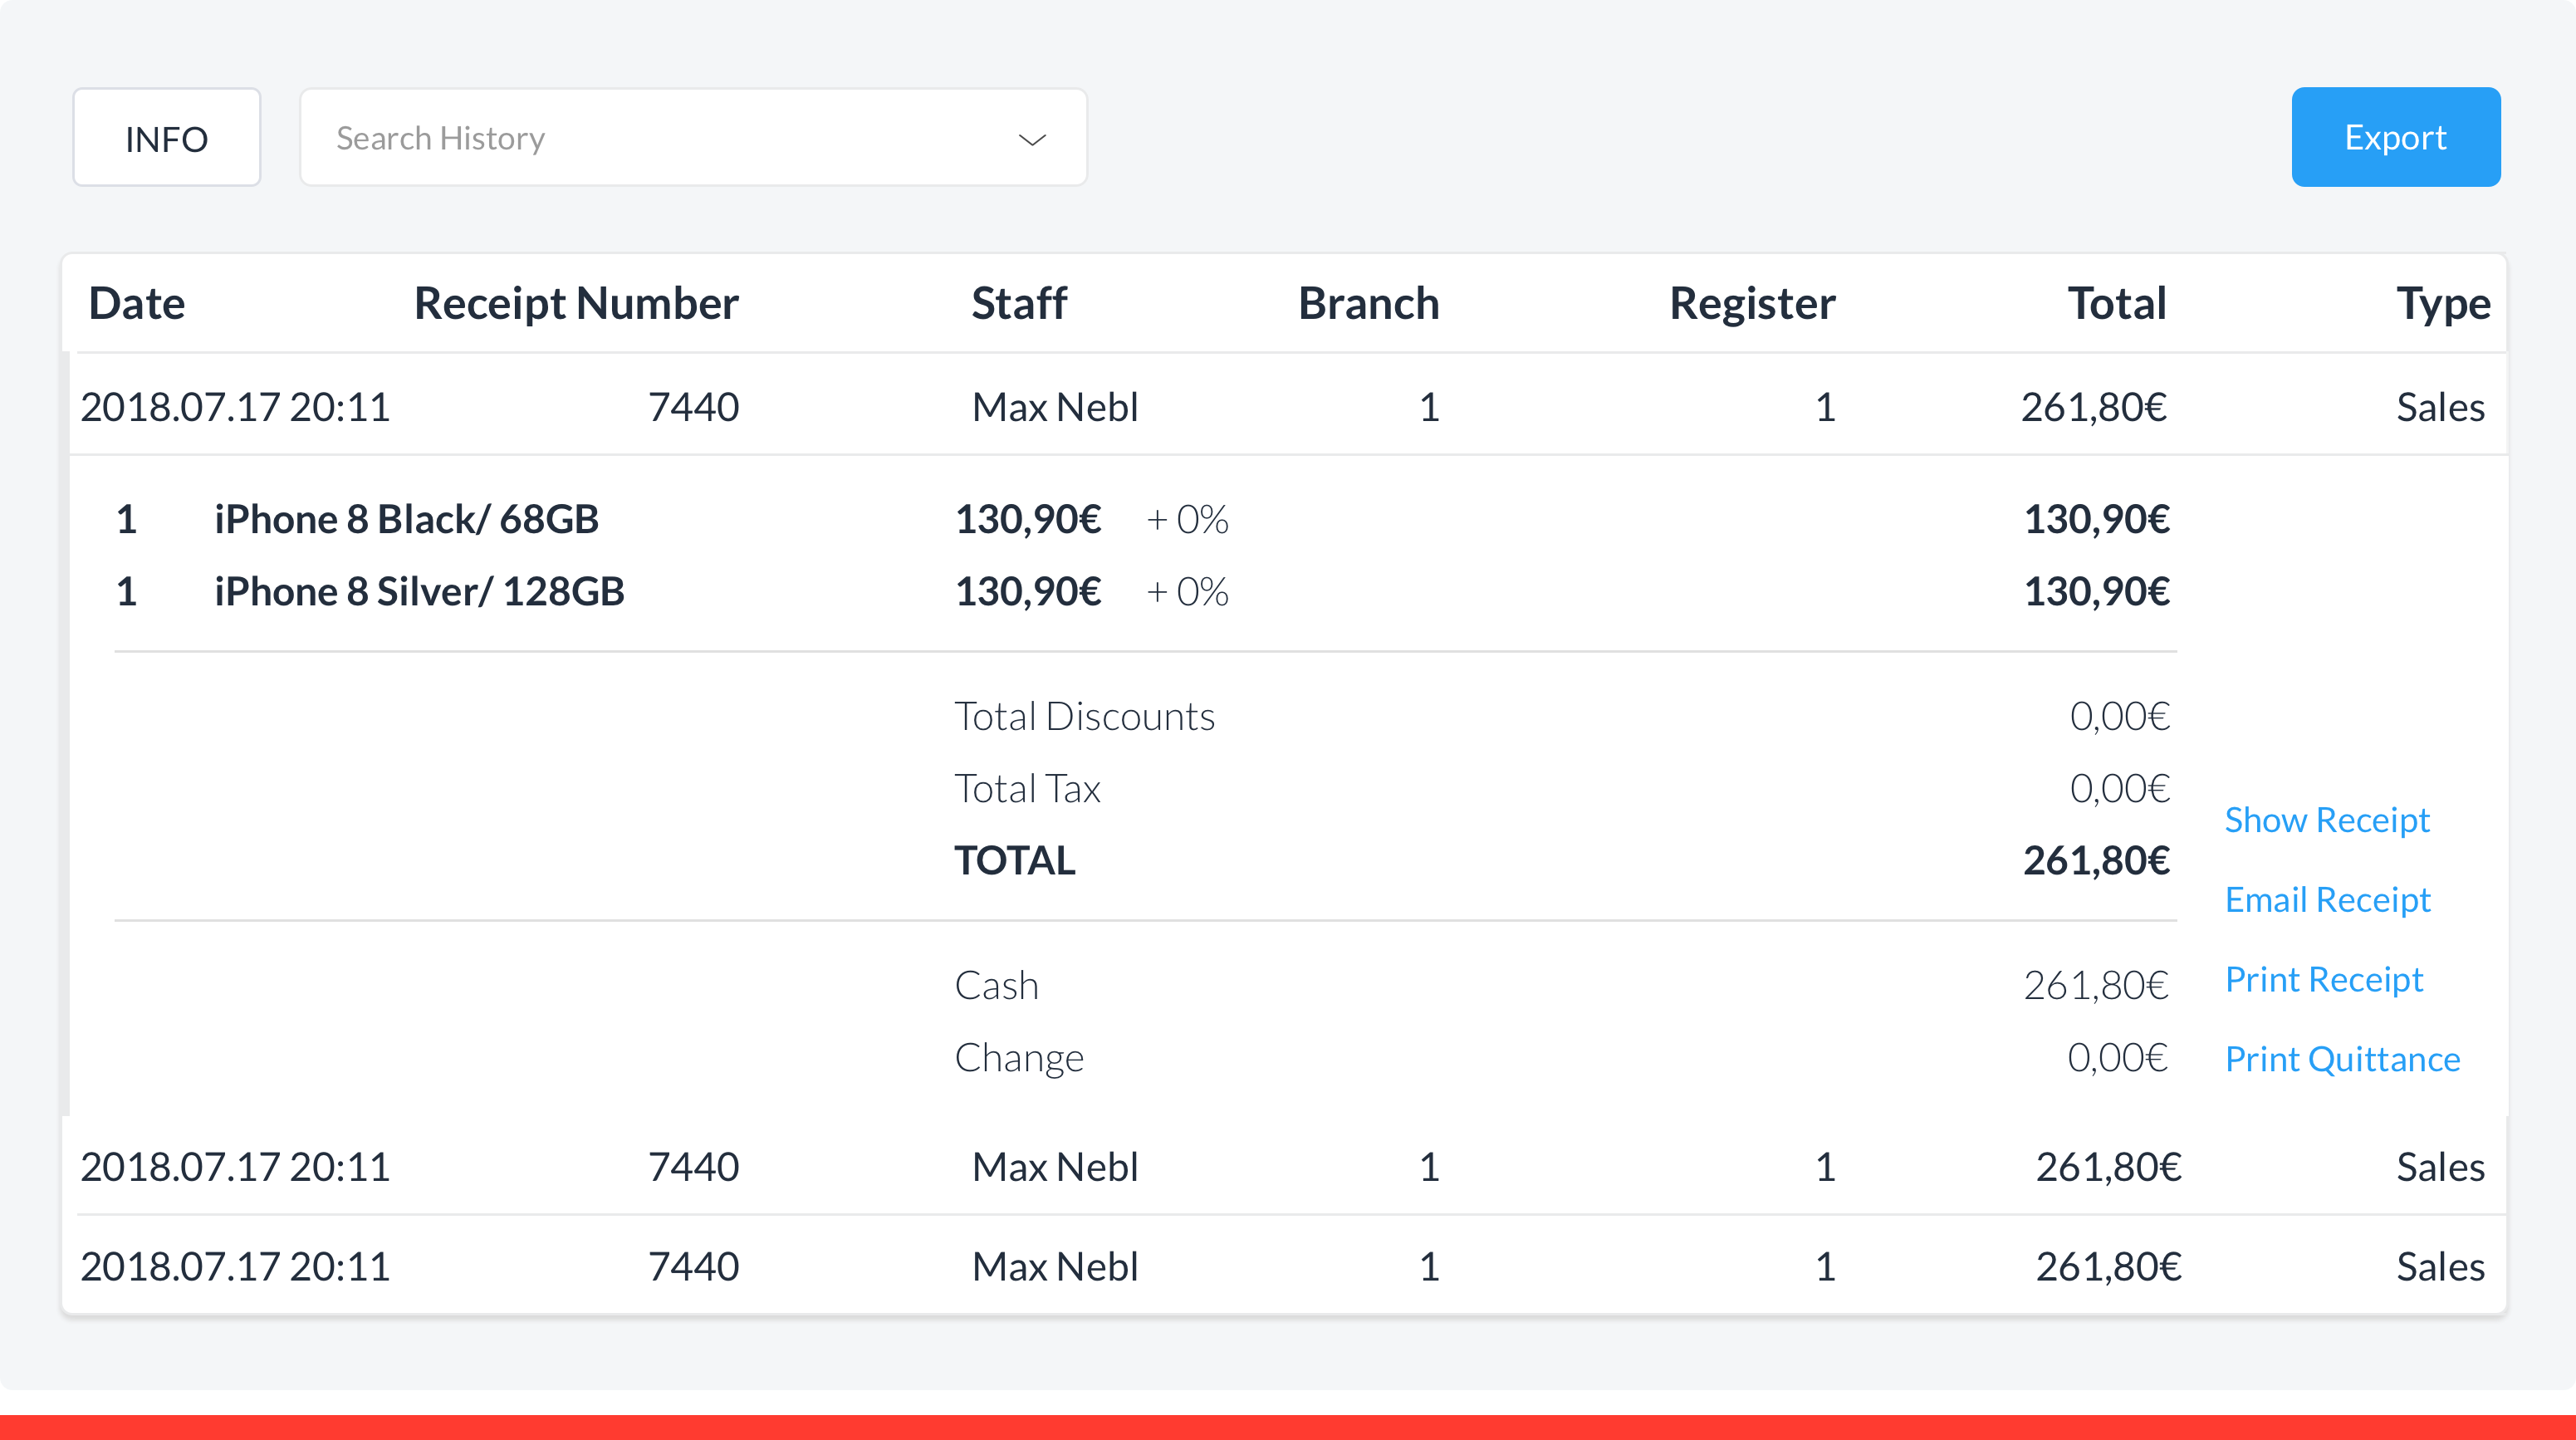 INFO Search History Export
Date Receipt Number Staff Branch Register Total Type
2018.07.17 20:11 7440 Max Nebl 1 1 261,80€ Sales
1 iPhone 8 Black/ 68GB 130,90€ + 0% 130,90€
1 iPhone 8 Silver/ 128GB 130,90€ + 0% 130,90€
Total Discounts 0,00€
Total Tax 0,00€
Show Receipt
TOTAL 261,80€
Email Receipt
Cash 261,80€
Print Receipt
Change 0,00€
Print Quittance
2018.07.17 20:11 7440 Max Nebl 1 1 261,80€ Sales
2018.07.17 20:11 7440 Max Nebl 1 1 261,80€ Sales